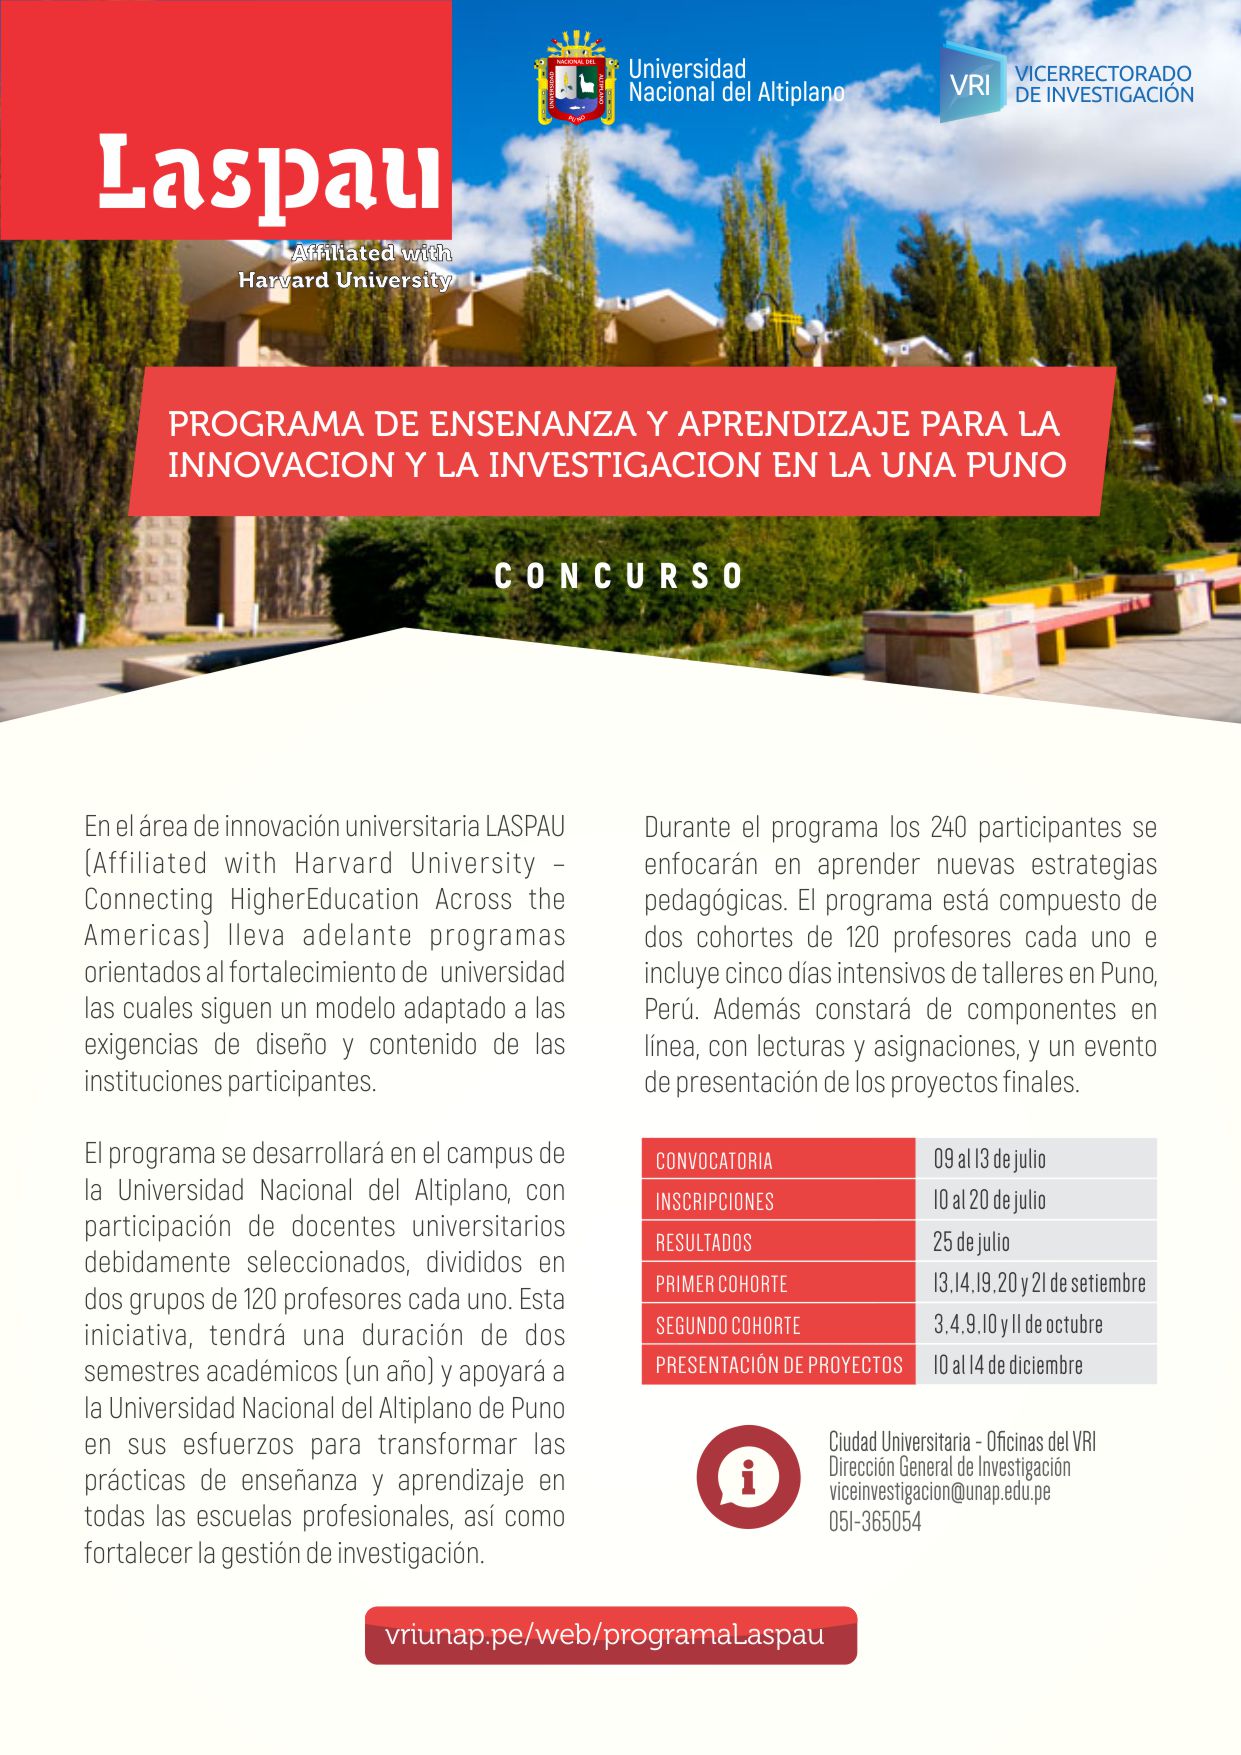 Laspau
Affiliated with
Harvard University
UNIVERSIDAD
NACIONAL DEL
ALTIPLANO
PUNO
Universidad
Nacional del Altiplano
VRI
VICERRECTORADO
DE INVESTIGACIÓN
PROGRAMA DE ENSENANZA Y APRENDIZAJE PARA LA
INNOVACION Y LA INVESTIGACION EN LA UNA PUNO
CONCURSO
En el área de innovación universitaria LASPAU
(Affiliated with Harvard University –
Connecting HigherEducation Across the
Americas) lleva adelante programas
orientados al fortalecimiento de universidad
las cuales siguen un modelo adaptado a las
exigencias de diseño y contenido de las
instituciones participantes.
El programa se desarrollará en el campus de
la Universidad Nacional del Altiplano, con
participación de docentes universitarios
debidamente seleccionados, divididos en
dos grupos de 120 profesores cada uno. Esta
iniciativa, tendrá una duración de dos
semestres académicos (un año) y apoyará a
la Universidad Nacional del Altiplano de Puno
en sus esfuerzos para transformar las
prácticas de enseñanza y aprendizaje en
todas las escuelas profesionales, así como
fortalecer la gestión de investigación.
Durante el programa los 240 participantes se
enfocarán en aprender nuevas estrategias
pedagógicas. El programa está compuesto de
dos cohortes de 120 profesores cada uno e
incluye cinco días intensivos de talleres en Puno,
Perú. Además constará de componentes en
línea, con lecturas y asignaciones, y un evento
de presentación de los proyectos finales.
CONVOCATORIA 09 al 13 de julio
INSCRIPCIONES 10 al 20 de julio
RESULTADOS 25 de julio
PRIMER COHORTE 13,14,19,20 y 21 de setiembre
SEGUNDO COHORTE 3,4,9,10 y 11 de octubre
PRESENTACIÓN DE PROYECTOS 10 al 14 de diciembre
i
Ciudad Universitaria - Oficinas del VRI
Dirección General de Investigación
viceinvestigacion@unap.edu.pe
051-365054
vriunap.pe/web/programaLaspau